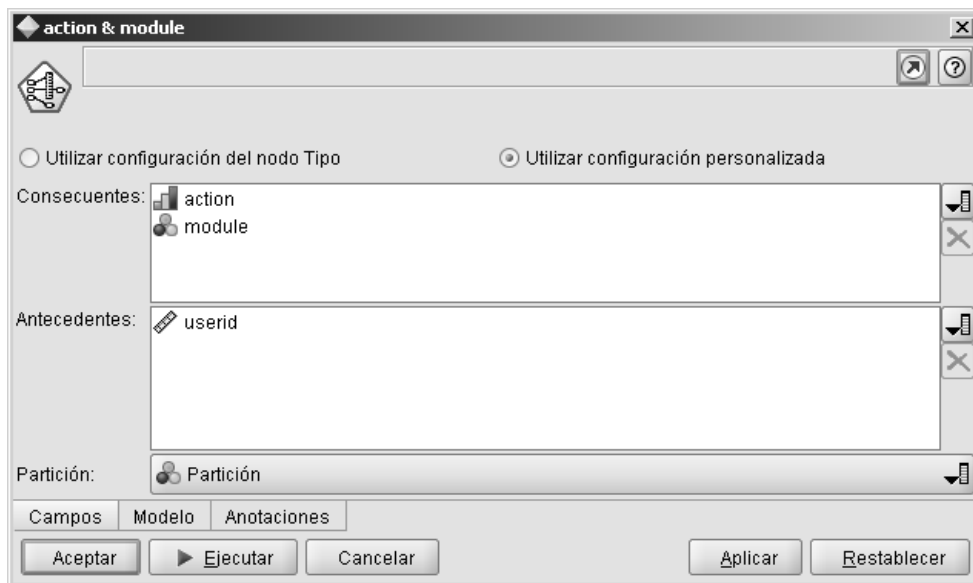 action & module
Utilizar configuración del nodo Tipo
Utilizar configuración personalizada
Consecuentes:
action
module
Antecedentes:
userid
Partición:
Partición
Campos
Modelo
Anotaciones
Aceptar
Ejecutar
Cancelar
Aplicar
Restablecer